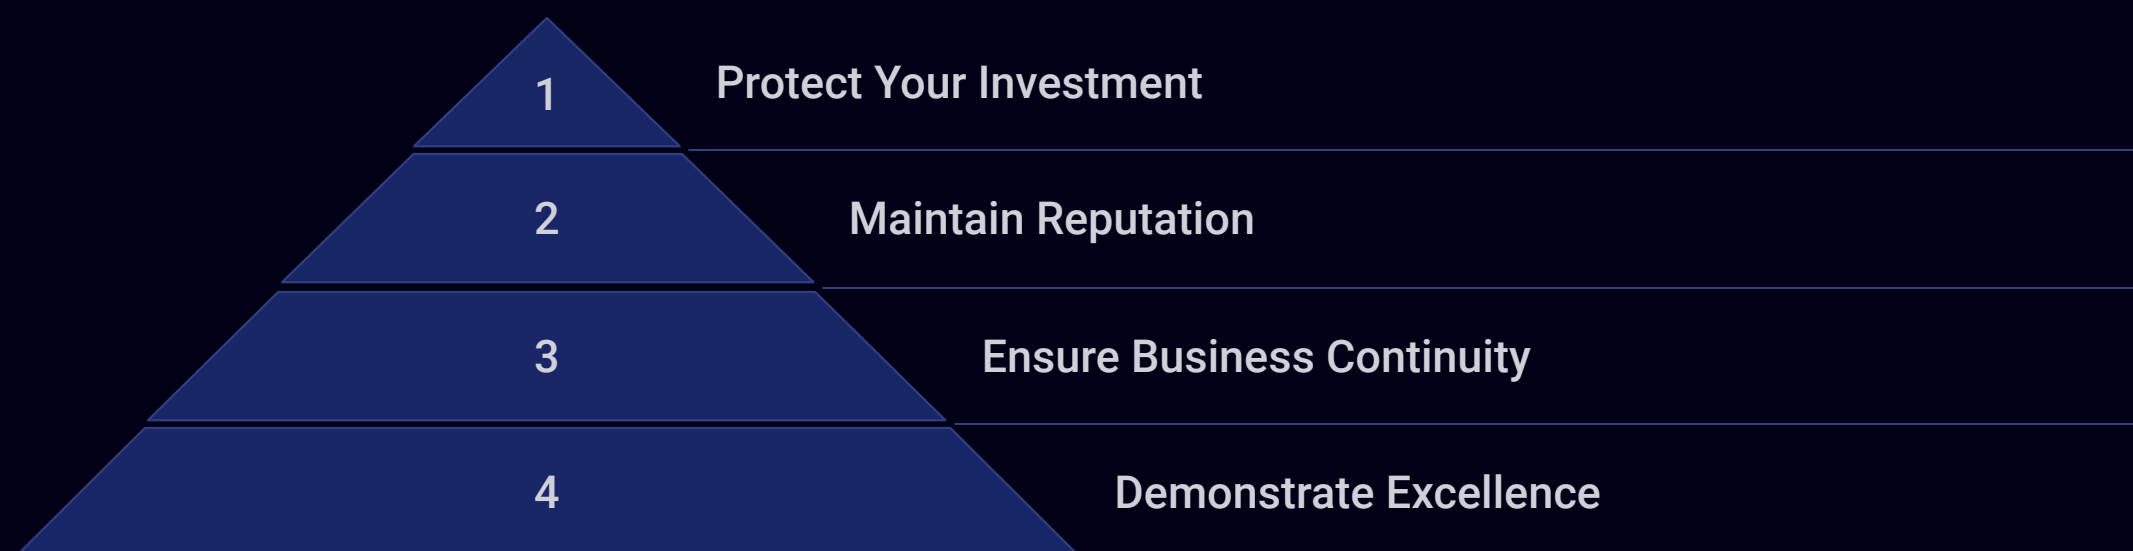 1
Protect Your Investment
2
Maintain Reputation
3
Ensure Business Continuity
4
Demonstrate Excellence